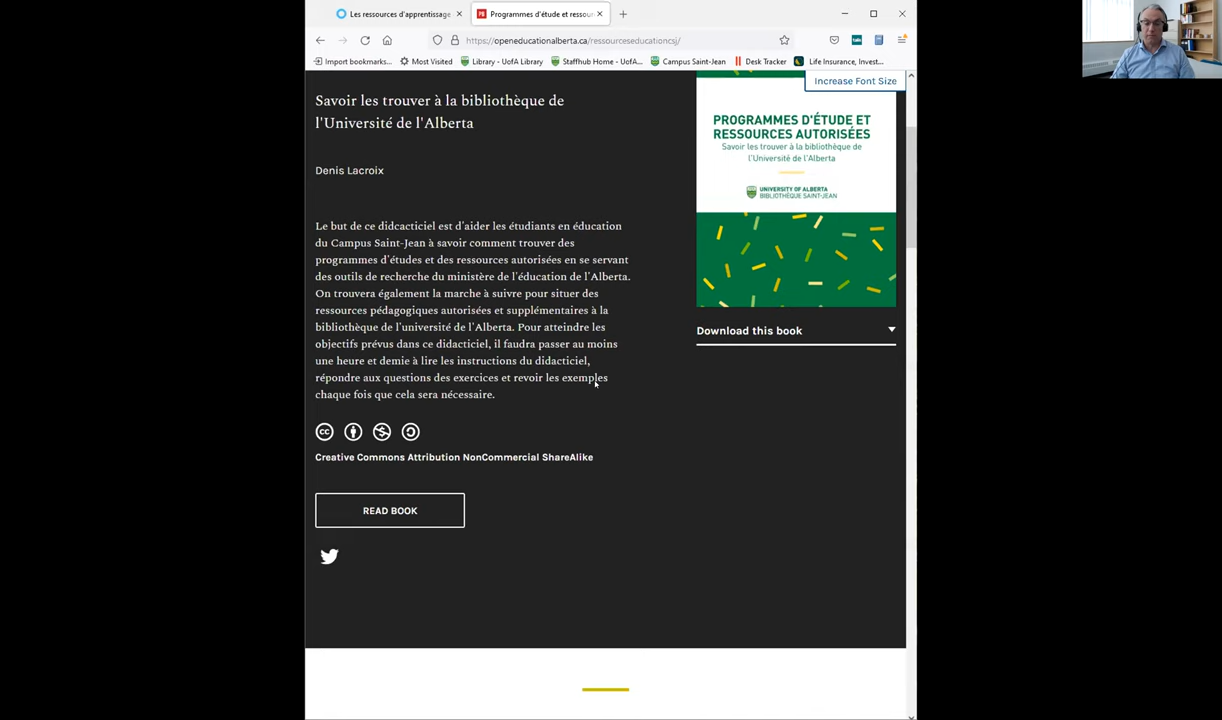 Les ressources d'apprentissage
Programmes d'étude et ressou
https://openeducationalberta.ca/ressourceseducationcsj/
Import bookmarks...
Most Visited
Library - UofA Library
Staffhub Home - UofA...
Campus Saint-Jean
Desk Tracker
Life Insurance, Invest...
Increase Font Size
Savoir les trouver à la bibliothèque de
l'Université de l'Alberta
Denis Lacroix
Le but de ce didcacticiel est d'aider les étudiants en éducation
du Campus Saint-Jean à savoir comment trouver des
programmes d'études et des ressources autorisées en se servant
des outils de recherche du ministère de l'éducation de l'Alberta.
On trouvera également la marche à suivre pour situer des
ressources pédagogiques autorisées et supplémentaires à la
bibliothèque de l'université de l'Alberta. Pour atteindre les
objectifs prévus dans ce didacticiel, il faudra passer au moins
une heure et demie à lire les instructions du didacticiel,
répondre aux questions des exercices et revoir les exemples
chaque fois que cela sera nécessaire.
Creative Commons Attribution NonCommercial ShareAlike
READ BOOK
PROGRAMMES D'ÉTUDE ET
RESSOURCES AUTORISÉES
Savoir les trouver à la bibliothèque de
l'Université de l'Alberta
UNIVERSITY OF ALBERTA
BIBLIOTHÈQUE SAINT-JEAN
Download this book